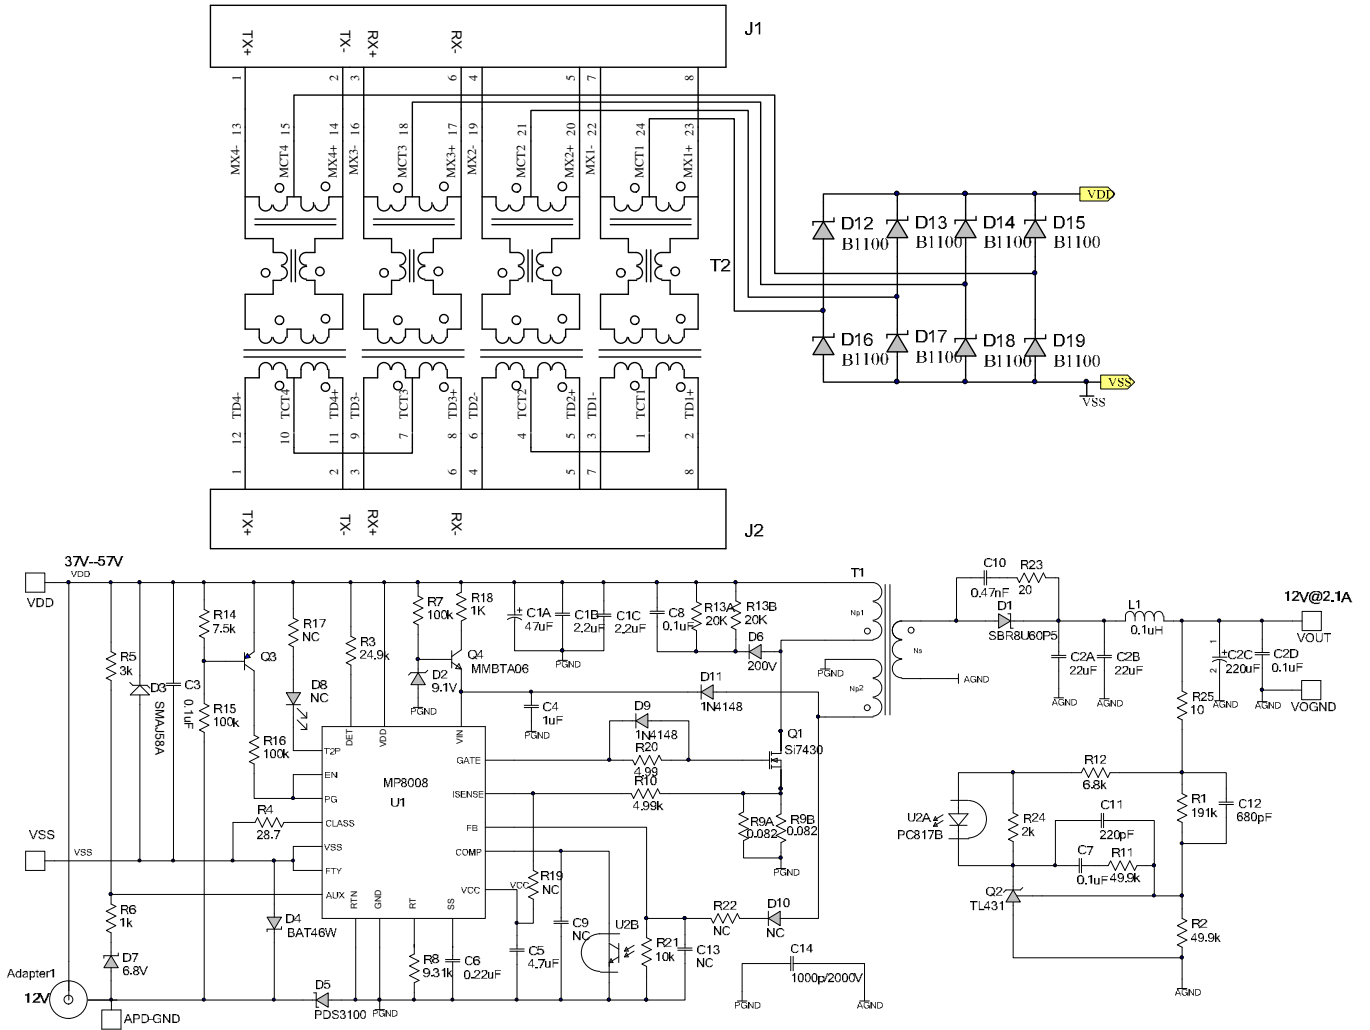 J1
TX+
TX-
RX+
RX-
1
2
3
6
4
5
7
8
MX4- 13
MCT4 15
MX4+ 14
MX3- 16
MCT3 18
MX3+ 17
MX2- 19
MCT2 21
MX2+ 20
MX1- 22
MCT1 24
MX1+ 23
T2
VDD
D12
B1100
D13
B1100
D14
B1100
D15
B1100
D16
B1100
D17
B1100
D18
B1100
D19
B1100
VSS
VSS
12 TD4-
10 TCT4
11 TD4+
9 TD3-
7 TCT3
8 TD3+
6 TD2-
4 TCT2
5 TD2+
3 TD1-
1 TCT1
2 TD1+
1
2
3
6
4
5
7
8
TX+
TX-
RX+
RX-
J2
37V--57V
VDD
VDD
R14
7.5k
R17
NC
R5
3k
D3
SMAJ58A
C3
0.1uF
Q3
R15
100k
R16
100k
D8
NC
R3
24.9k
R7
100k
R18
1K
Q4
MMBTA06
D2
9.1V
PGND
C1A
47uF
C1B
2.2uF
C1C
2.2uF
PGND
C8
0.1uF
R13A
20K
R13B
20K
D6
200V
T1
Np1
Np2
Ns
PGND
C10
0.47nF
R23
20
D1
SBR8U60P5
L1
0.1uH
12V@2.1A
VOUT
C2A
22uF
AGND
C2B
22uF
AGND
C2C
220uF
1
2
AGND
C2D
0.1uF
AGND
VOGND
AGND
R25
10
C4
1uF
PGND
D11
1N4148
D9
1N4148
R20
4.99
R10
4.99k
Q1
Si7430
R9A
0.082
R9B
0.082
PGND
MP8008
U1
DET
VDD
VIN
T2P
EN
PG
CLASS
VSS
FTY
AUX
RTN
GND
RT
SS
GATE
ISENSE
FB
COMP
VCC
VCC
R4
28.7
VSS
VSS
R6
1k
D7
6.8V
D4
BAT46W
Adapter1
12V
APD-GND
D5
PDS3100
PGND
R8
9.31k
C6
0.22uF
C5
4.7uF
R19
NC
C9
NC
U2B
R21
10k
C13
NC
R22
NC
D10
NC
C14
1000p/2000V
PGND
AGND
R12
6.8k
U2A
PC817B
R24
2k
C11
220pF
C7
0.1uF
R11
49.9k
Q2
TL431
R1
191k
C12
680pF
R2
49.9k
AGND